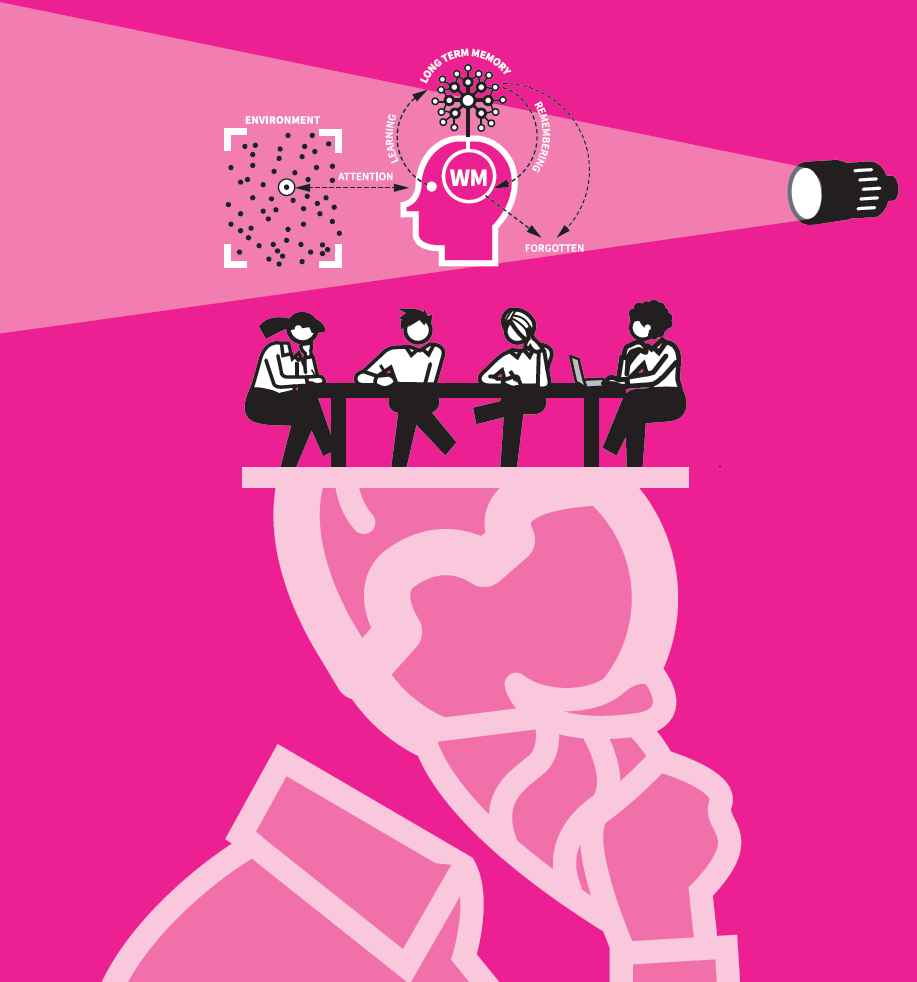 LONG TERM MEMORY
ENVIRONMENT
LEARNING
REMEMBERING
ATTENTION
WM
FORGOTTEN